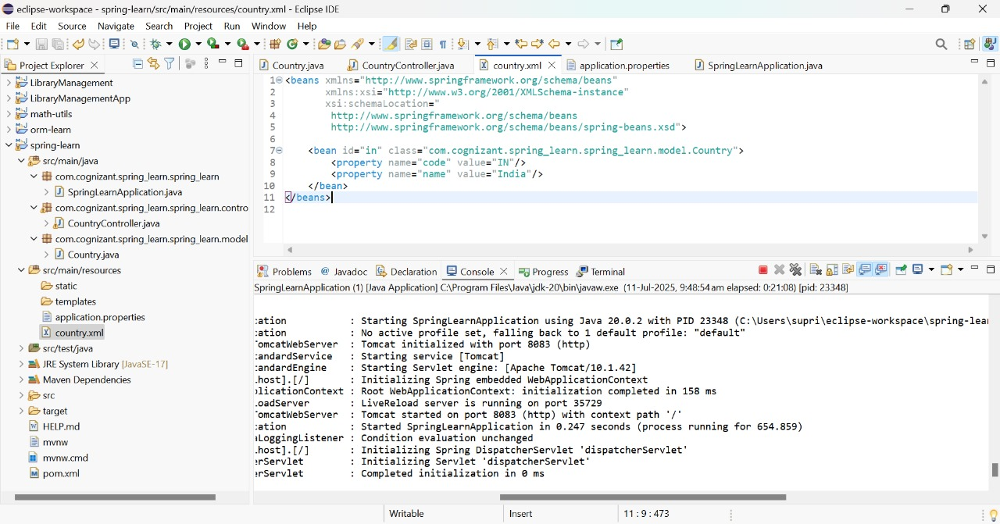 eclipse-workspace - spring-learn/src/main/resources/country.xml - Eclipse IDE
File Edit Source Navigate Search Project Run Window Help
Project Explorer
LibraryManagement
LibraryManagementApp
math-utils
orm-learn
spring-learn
src/main/java
com.cognizant.spring_learn.spring_learn
SpringLearnApplication.java
com.cognizant.spring_learn.spring_learn.contro
CountryController.java
com.cognizant.spring_learn.spring_learn.model
Country.java
src/main/resources
static
templates
application.properties
country.xml
src/test/java
JRE System Library [JavaSE-17]
Maven Dependencies
src
target
HELP.md
mvnw
mvnw.cmd
pom.xml
Country.java CountryController.java country.xml application.properties SpringLearnApplication.java
1 <beans xmlns="http://www.springframework.org/schema/beans"
2 xmlns:xsi="http://www.w3.org/2001/XMLSchema-instance"
3 xsi:schemaLocation="
4 http://www.springframework.org/schema/beans
5 http://www.springframework.org/schema/beans/spring-beans.xsd">
6
7 <bean id="in" class="com.cognizant.spring_learn.spring_learn.model.Country">
8 <property name="code" value="IN"/>
9 <property name="name" value="India"/>
10 </bean>
11 </beans>
12
Problems @ Javadoc Declaration Console Progress Terminal
SpringLearnApplication (1) [Java Application] C:\Program Files\Java\jdk-20\bin\javaw.exe (11-Jul-2025, 9:48:54 am elapsed: 0:21:08) [pid: 23348]
:ation : Starting SpringLearnApplication using Java 20.0.2 with PID 23348 (C:\Users\supri\eclipse-workspace\spring-lea
:ation : No active profile set, falling back to 1 default profile: "default"
omcatWebServer : Tomcat initialized with port 8083 (http)
andardService : Starting service [Tomcat]
andardEngine : Starting Servlet engine: [Apache Tomcat/10.1.42]
.host].[/] : Initializing Spring embedded WebApplicationContext
licationContext : Root WebApplicationContext: initialization completed in 158 ms
oadServer : LiveReload server is running on port 35729
omcatWebServer : Tomcat started on port 8083 (http) with context path '/'
:ation : Started SpringLearnApplication in 0.247 seconds (process running for 654.859)
LoggingListener : Condition evaluation unchanged
.host].[/] : Initializing Spring DispatcherServlet 'dispatcherServlet'
erServlet : Initializing Servlet 'dispatcherServlet'
erServlet : Completed initialization in 0 ms
Writable Insert 11 : 9 : 473